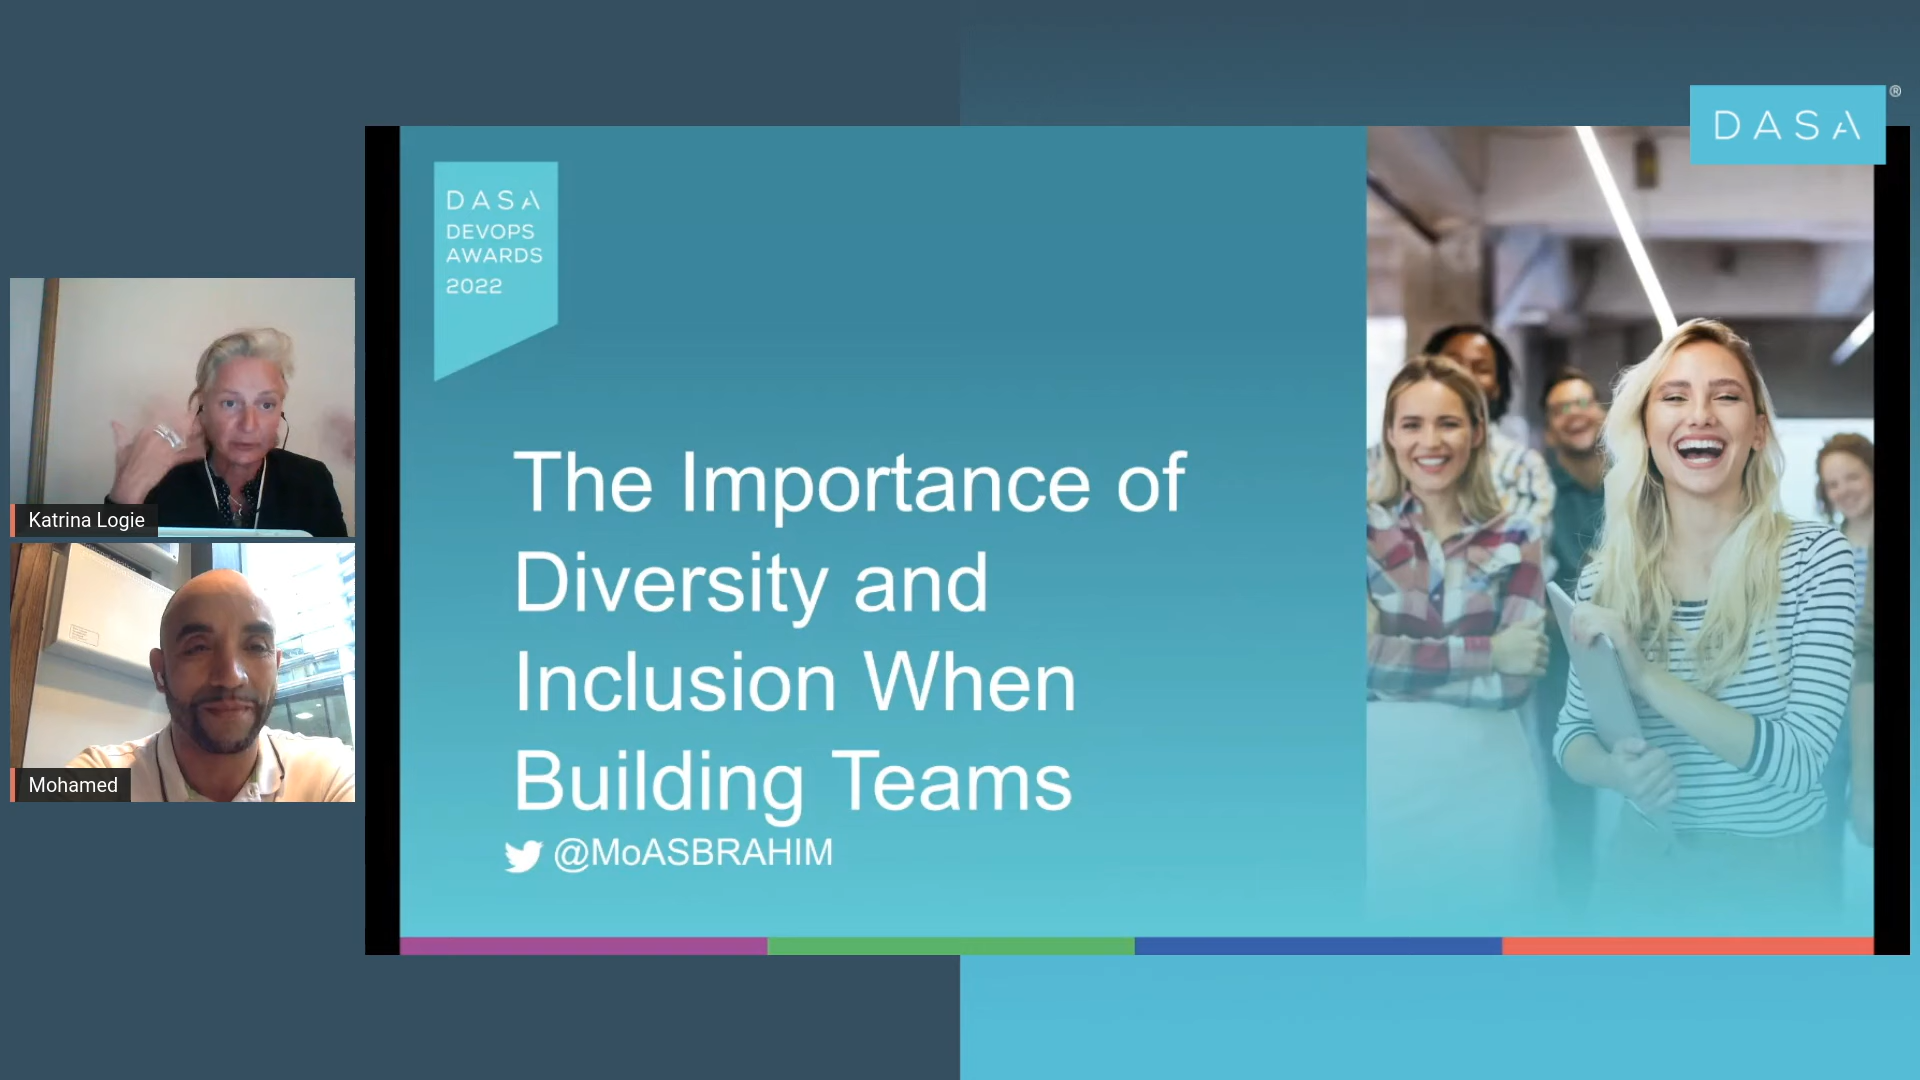 DASA®
DASA
DEVOPS
AWARDS
2022
The Importance of
Diversity and
Inclusion When
Building Teams
@MoASBRAHIM
Katrina Logie
Mohamed